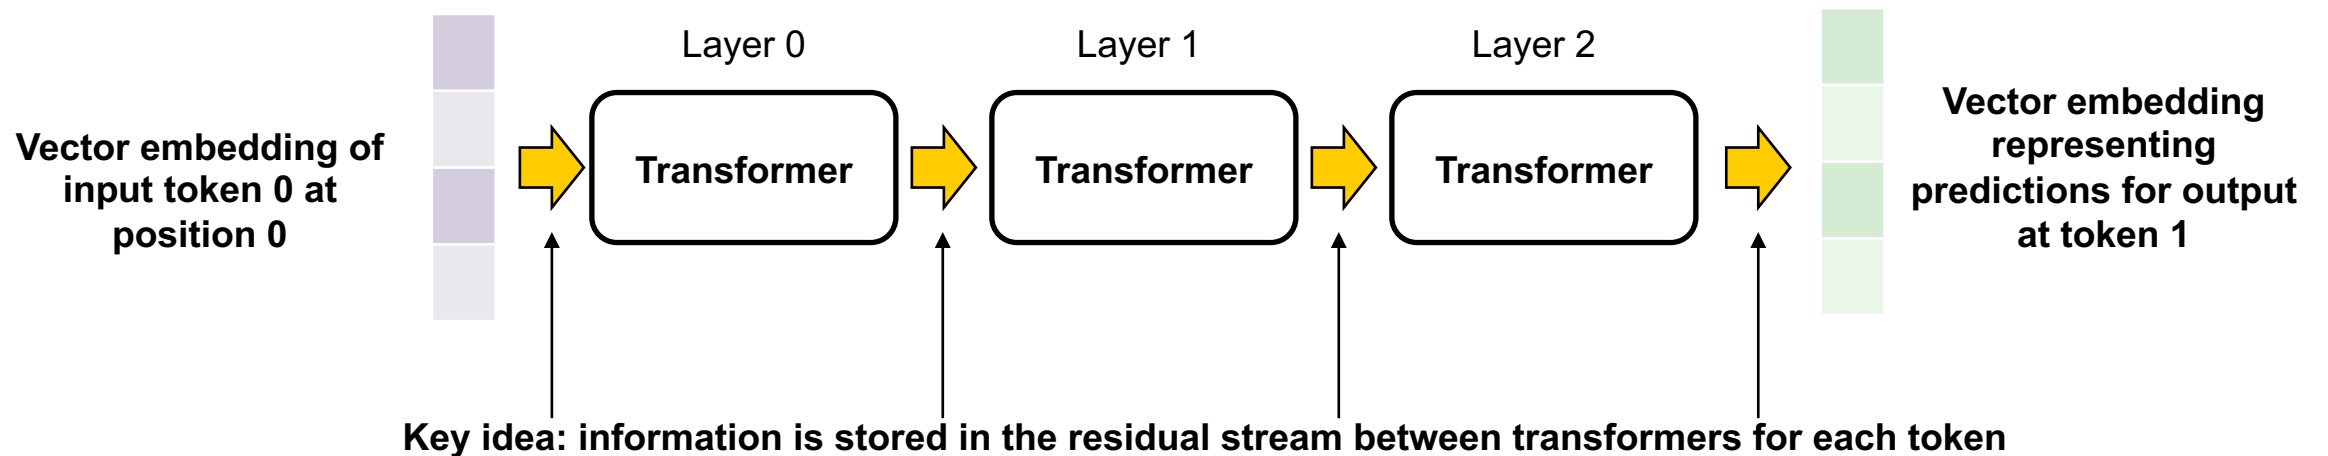 Layer 0
Layer 1
Layer 2
Vector embedding of
input token 0 at
position 0
Transformer
Transformer
Transformer
Vector embedding
representing
predictions for output
at token 1
Key idea: information is stored in the residual stream between transformers for each token